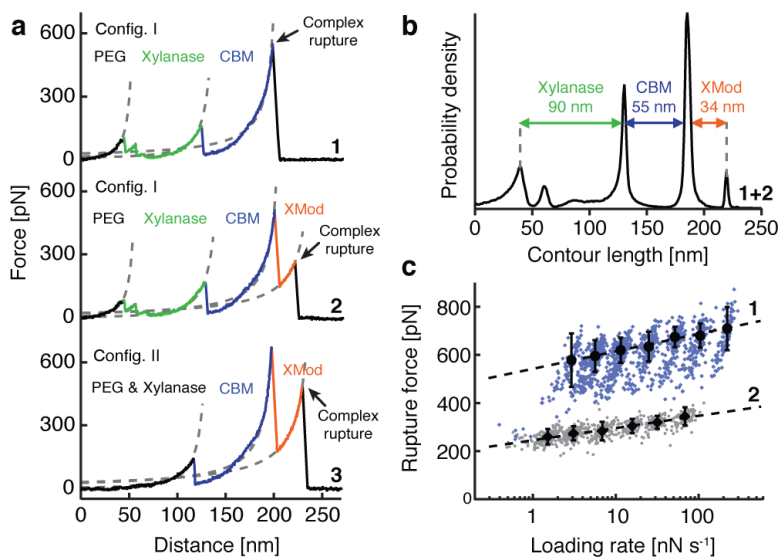 a
Config. I
PEG Xylanase CBM
Complex
rupture
1
600
300
0
Config. I
PEG Xylanase CBM XMod
Complex
rupture
2
600
300
0
Config. II
PEG & Xylanase CBM XMod
Complex
rupture
3
600
400
200
0
Force [pN]
0 50 100 150 200 250
Distance [nm]
b
Probability density
Xylanase CBM XMod
90 nm 55 nm 34 nm
1+2
0 50 100 150 200 250
Contour length [nm]
c
Rupture force [pN]
800
600
400
200
0
1
2
1 10 100
Loading rate [nN s⁻¹]